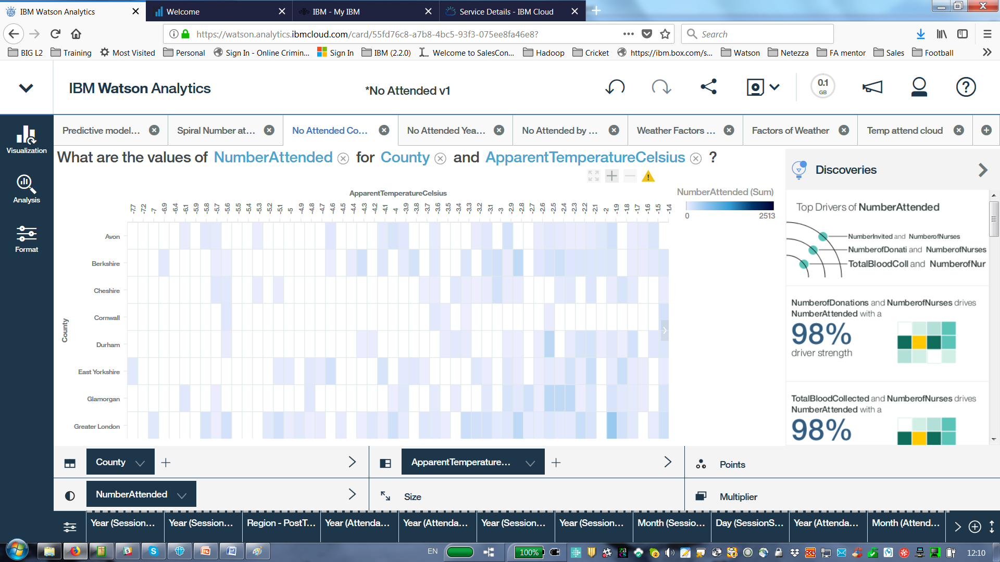 IBM Watson Analytics
Welcome
IBM - My IBM
Service Details - IBM Cloud
https://watson.analytics.ibmcloud.com/card/55fd76c8-a7b8-4bc5-93f3-075ee8fa46e8?
Search
BIG L2 Training Most Visited Personal Sign In - Online Crimin... Sign In IBM (2.2.0) Welcome to SalesCon... Hadoop Cricket https://ibm.box.com/s... Watson Netezza FA mentor Sales Football
IBM Watson Analytics
*No Attended v1
0.1
GB
Visualization
Analysis
Format
Predictive model... Spiral Number at... No Attended Co... No Attended Yea... No Attended by ... Weather Factors ... Factors of Weather Temp attend cloud
What are the values of NumberAttended for County and ApparentTemperatureCelsius ?
ApparentTemperatureCelsius
-7.7 -7.2 -7 -6.9 -6.4 -6.1 -5.9 -5.8 -5.7 -5.6 -5.5 -5.4 -5.3 -5.2 -5.1 -5 -4.9 -4.8 -4.7 -4.6 -4.5 -4.4 -4.3 -4.2 -4.1 -4 -3.9 -3.8 -3.7 -3.6 -3.5 -3.4 -3.3 -3.2 -3.1 -3 -2.9 -2.8 -2.7 -2.6 -2.5 -2.4 -2.3 -2.2 -2.1 -2 -1.9 -1.8 -1.7 -1.6 -1.5 -1.4
NumberAttended (Sum)
0 2513
County
Avon
Berkshire
Cheshire
Cornwall
Durham
East Yorkshire
Glamorgan
Greater London
Discoveries
Top Drivers of NumberAttended
NumberInvited and NumberofNurses
NumberofDonati and NumberofNurses
TotalBloodColl and NumberofNur
NumberofDonations and NumberofNurses drives
NumberAttended with a
98%
driver strength
TotalBloodCollected and NumberofNurses drives
NumberAttended with a
98%
County
ApparentTemperature...
Points
NumberAttended
Size
Multiplier
Year (Session... Year (Session... Region - PostT... Year (Attenda... Year (Attenda... Year (Session... Year (Session... Month (Sessio... Day (SessionS... Year (Attenda... Month (Attend...
EN
100%
12:10